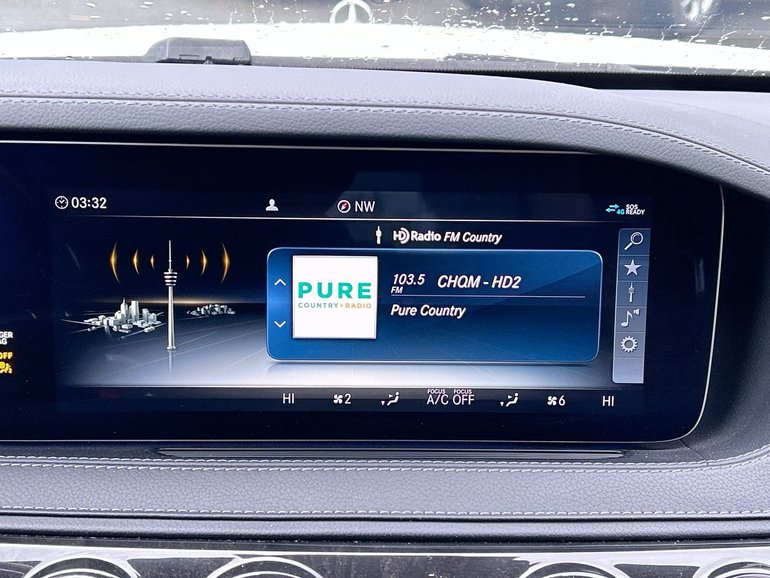 03:32
NW
SOS
4G READY
HD Radio FM Country
PURE
COUNTRY • RADIO
103.5 CHQM - HD2
FM
Pure Country
HI
2
FOCUS FOCUS
A/C OFF
6
HI
OFF